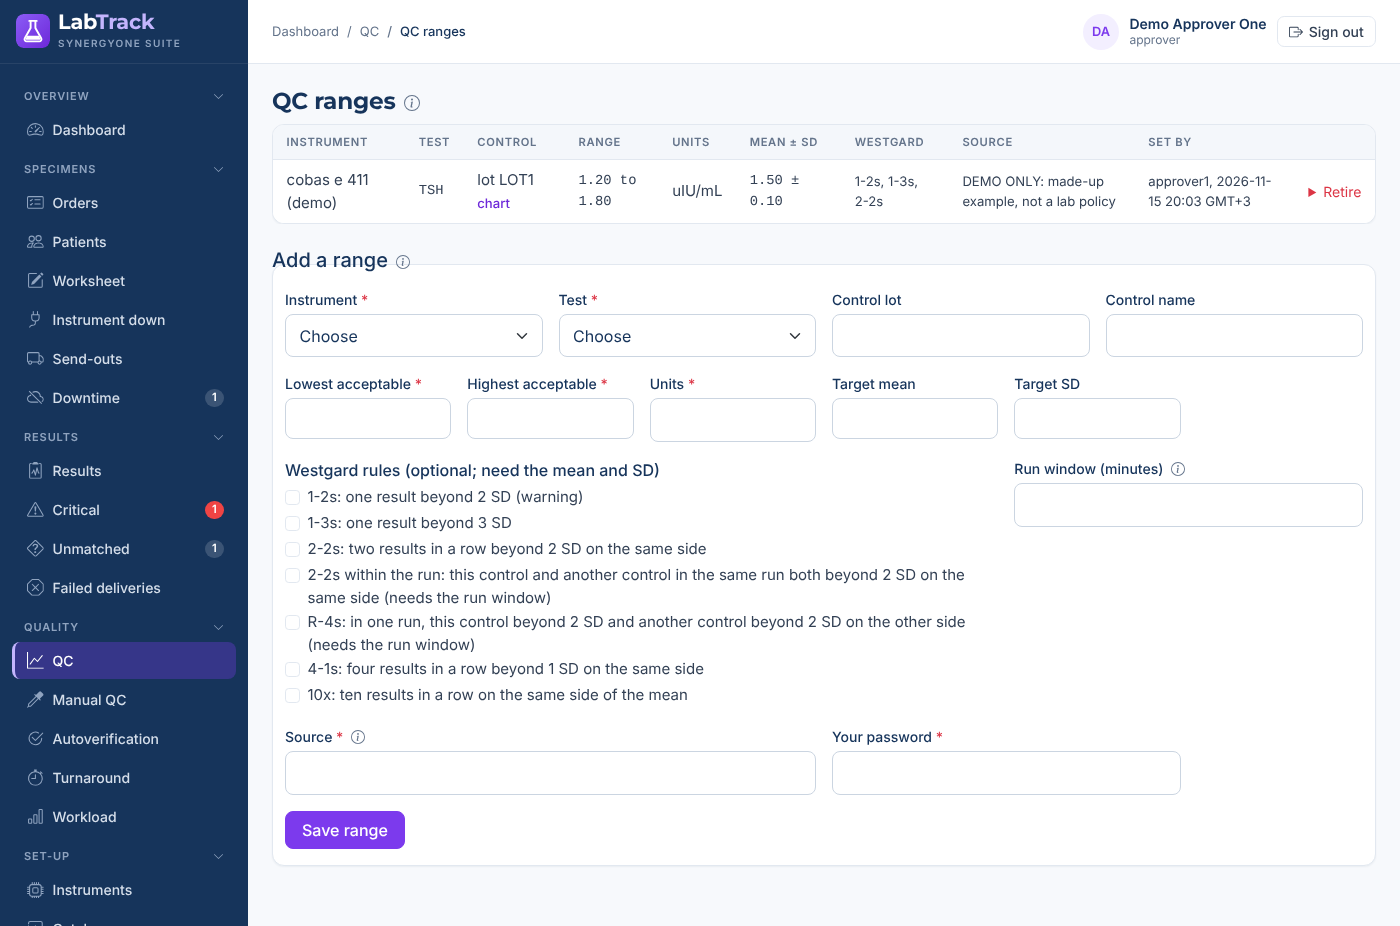 LabTrack
SYNERGYONE SUITE
OVERVIEW
Dashboard
SPECIMENS
Orders
Patients
Worksheet
Instrument down
Send-outs
Downtime 1
RESULTS
Results
Critical 1
Unmatched 1
Failed deliveries
QUALITY
QC
Manual QC
Autoverification
Turnaround
Workload
SET-UP
Instruments
Dashboard / QC / QC ranges
DA
Demo Approver One
approver
Sign out
QC ranges
INSTRUMENT TEST CONTROL RANGE UNITS MEAN ± SD WESTGARD SOURCE SET BY
cobas e 411
(demo)
TSH
lot LOT1
chart
1.20 to
1.80
uIU/mL
1.50 ±
0.10
1-2s, 1-3s,
2-2s
DEMO ONLY: made-up
example, not a lab policy
approver1, 2026-11-
15 20:03 GMT+3
Retire
Add a range
Instrument * Test * Control lot Control name
Choose Choose
Lowest acceptable * Highest acceptable * Units * Target mean Target SD
Westgard rules (optional; need the mean and SD)
1-2s: one result beyond 2 SD (warning)
1-3s: one result beyond 3 SD
2-2s: two results in a row beyond 2 SD on the same side
2-2s within the run: this control and another control in the same run both beyond 2 SD on the
same side (needs the run window)
R-4s: in one run, this control beyond 2 SD and another control beyond 2 SD on the other side
(needs the run window)
4-1s: four results in a row beyond 1 SD on the same side
10x: ten results in a row on the same side of the mean
Run window (minutes)
Source * Your password *
Save range